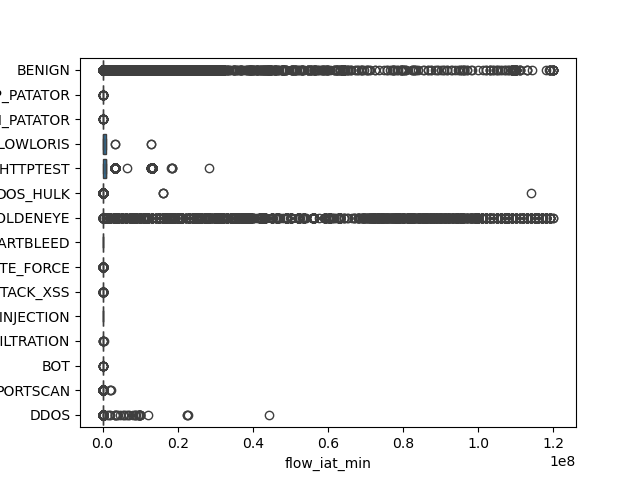 BENIGN
P_PATATOR
H_PATATOR
LOWLORIS
HTTPTEST
DOS_HULK
OLDENEYE
ARTBLEED
TE_FORCE
TACK_XSS
INJECTION
ILTRATION
BOT
PORTSCAN
DDOS
0.0 0.2 0.4 0.6 0.8 1.0 1.2
flow_iat_min 1e8